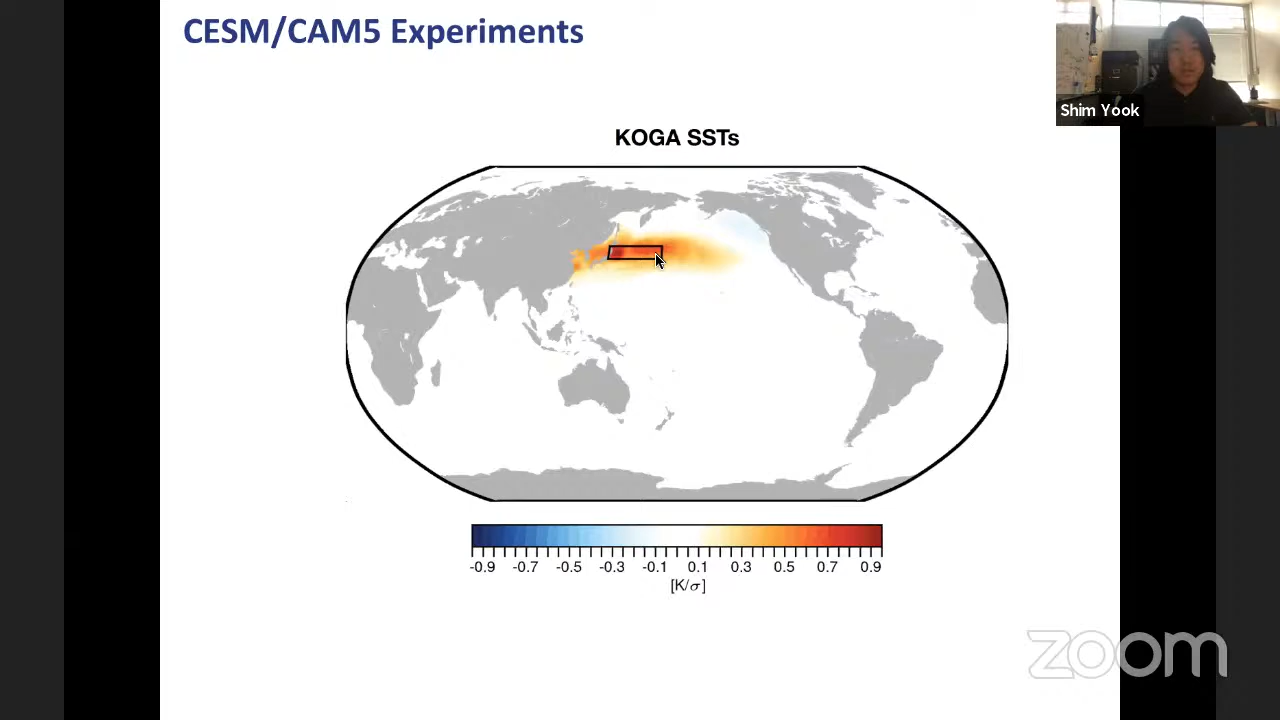 CESM/CAM5 Experiments
Shim Yook
KOGA SSTs
-0.9 -0.7 -0.5 -0.3 -0.1 0.1 0.3 0.5 0.7 0.9
[K/σ]
zoom